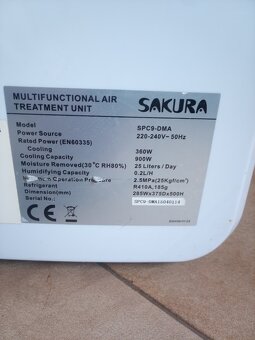 MULTIFUNCTIONAL AIR
TREATMENT UNIT
SAKURA
Model SPC9-DMA
Power Source 220-240V~ 50Hz
Rated Power (EN60335)
Cooling 360W
Cooling Capacity 900W
Moisture Removed(30°C RH80%) 25 Liters / Day
Humidifying Capacity 0.2L/H
Operation Pressure 2.5MPa(25Kgf/cm²)
Refrigerant R410A,185g
Dimension(mm) 285Wx375Dx500H
Serial No.:
CE